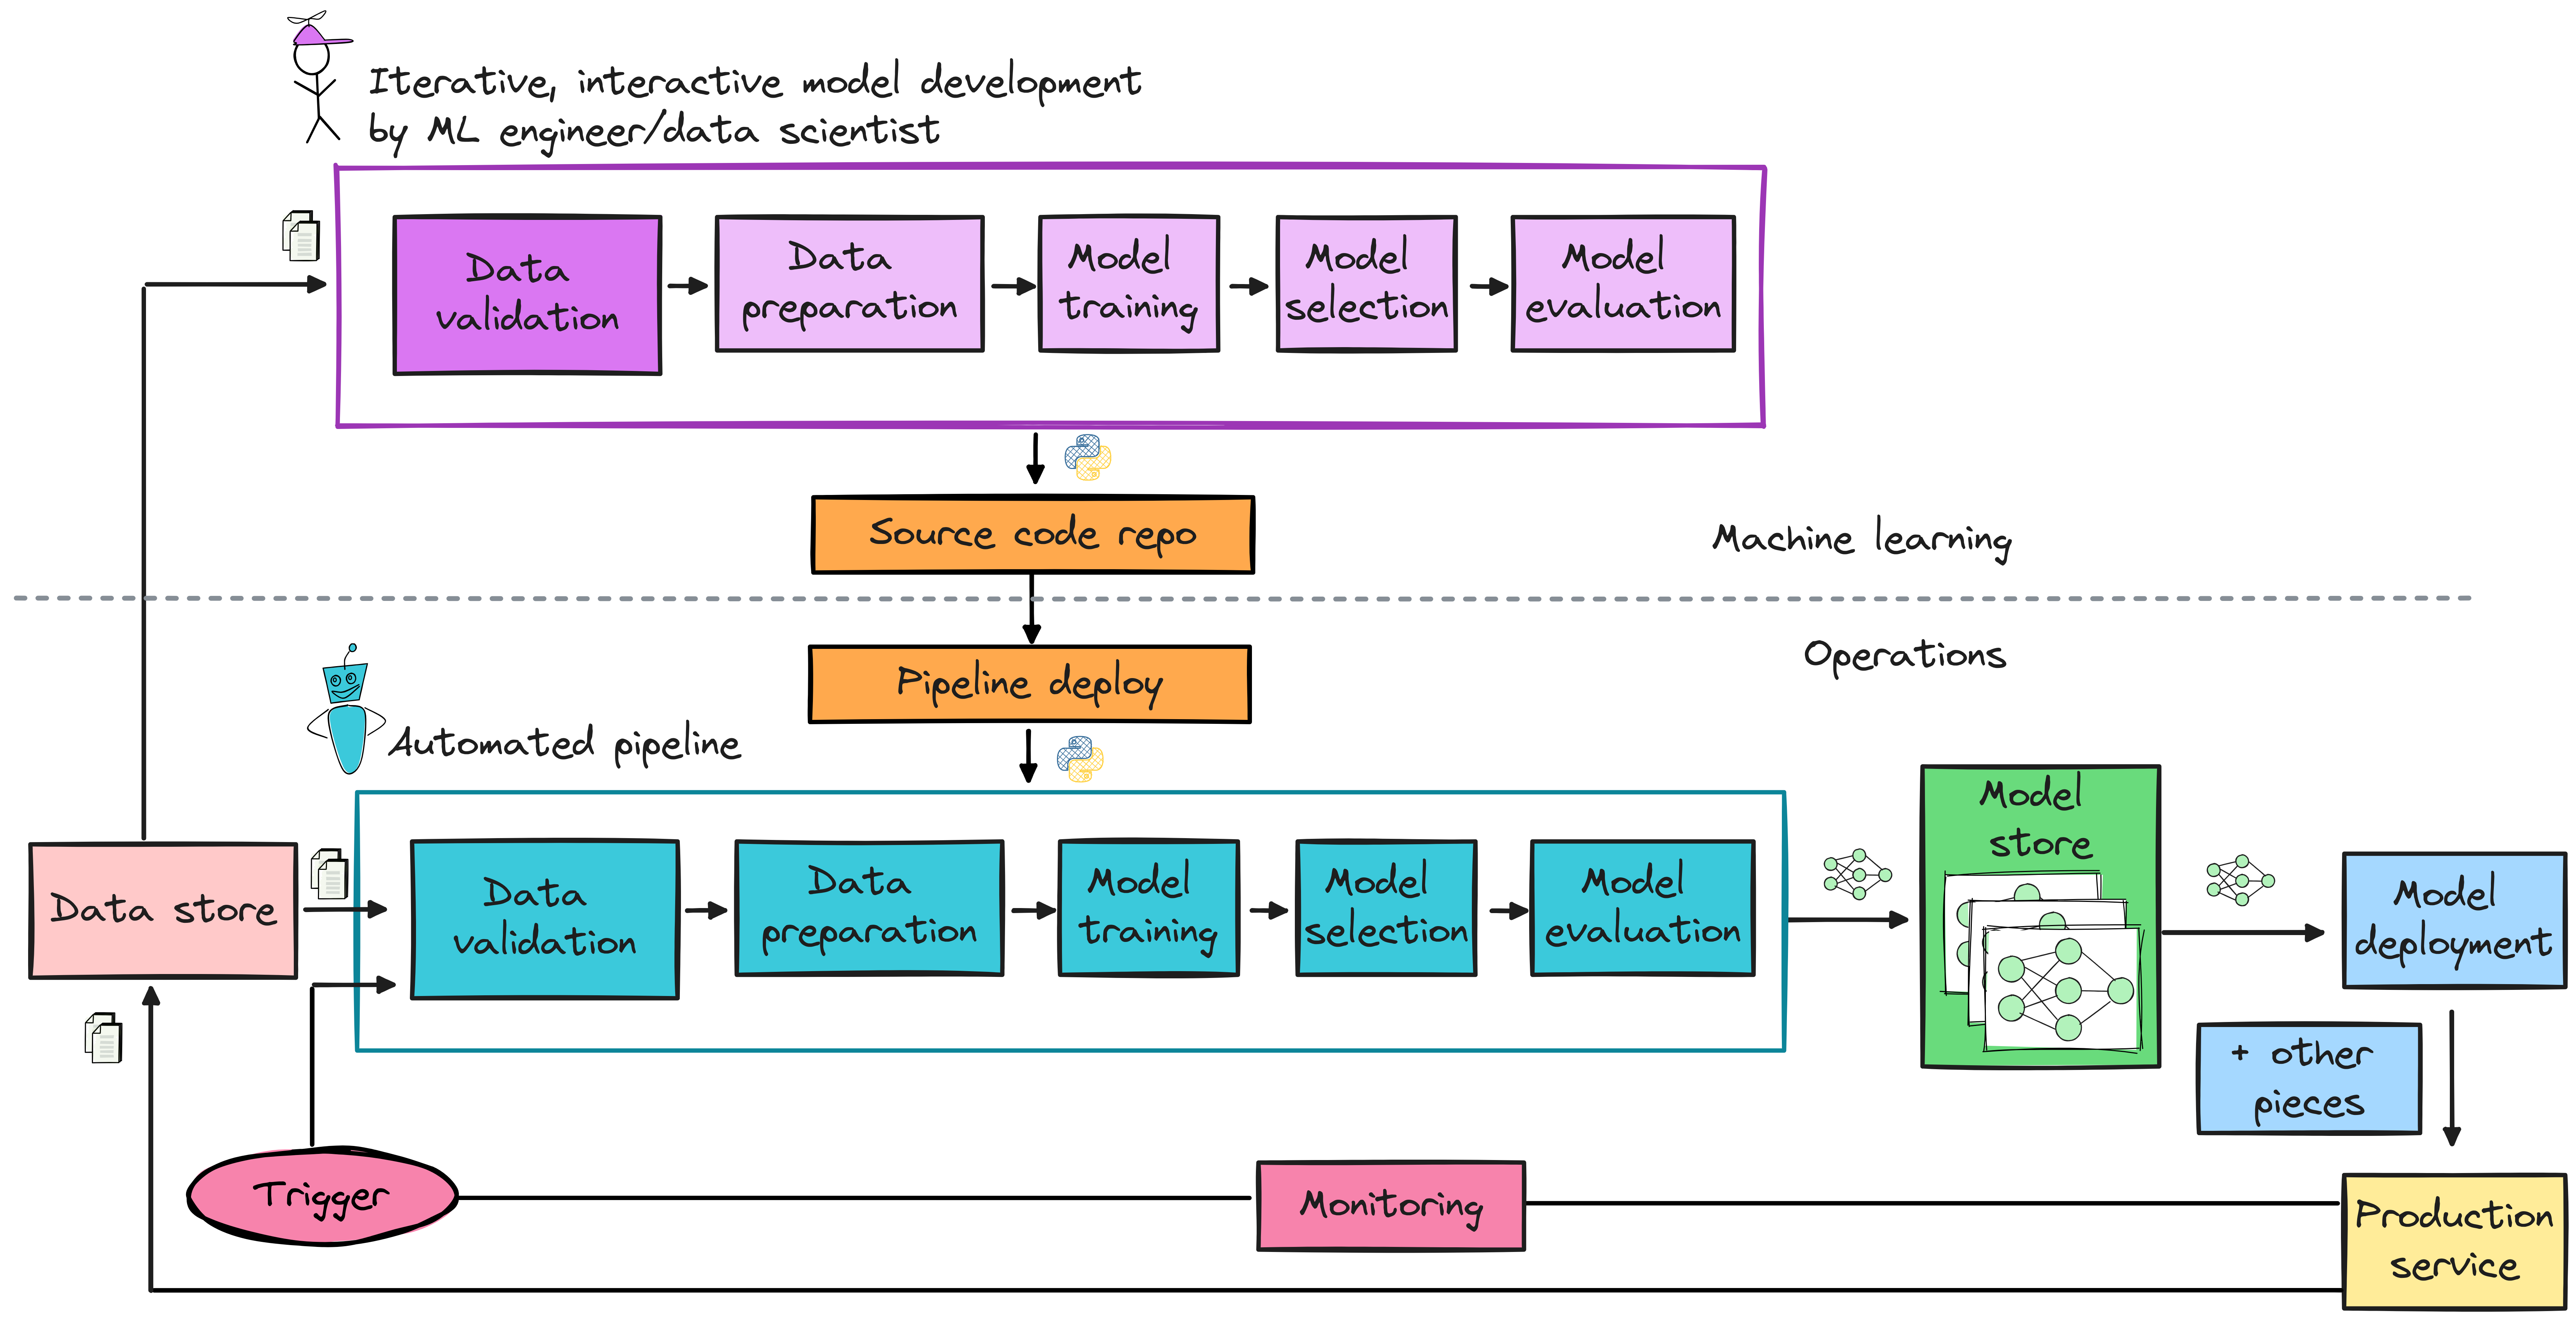 Iterative, interactive model development
by ML engineer/data scientist
Data
validation
Data
preparation
Model
training
Model
selection
Model
evaluation
Source code repo
Machine learning
Operations
Pipeline deploy
Automated pipeline
Data store
Data
validation
Data
preparation
Model
training
Model
selection
Model
evaluation
Model
store
Model
deployment
+ other
pieces
Trigger
Monitoring
Production
service